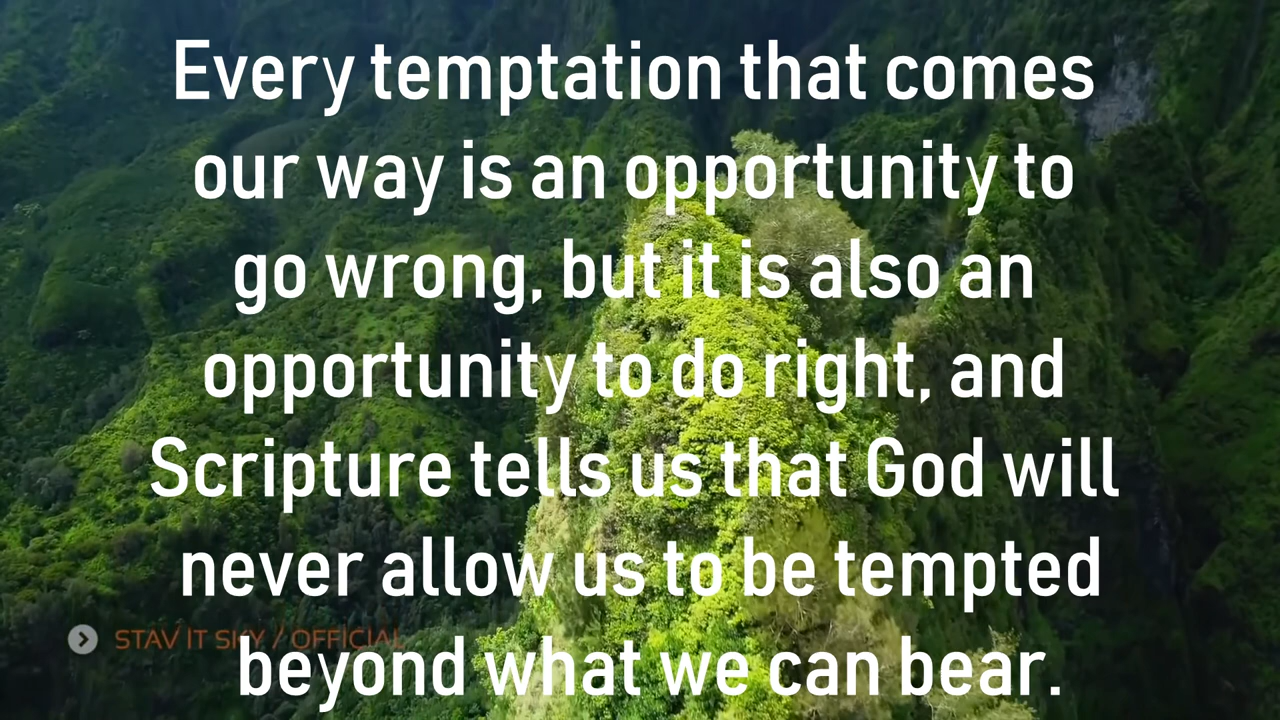 Every temptation that comes
our way is an opportunity to
go wrong, but it is also an
opportunity to do right, and
Scripture tells us that God will
never allow us to be tempted
STAV IT SKY / OFFICIAL
beyond what we can bear.